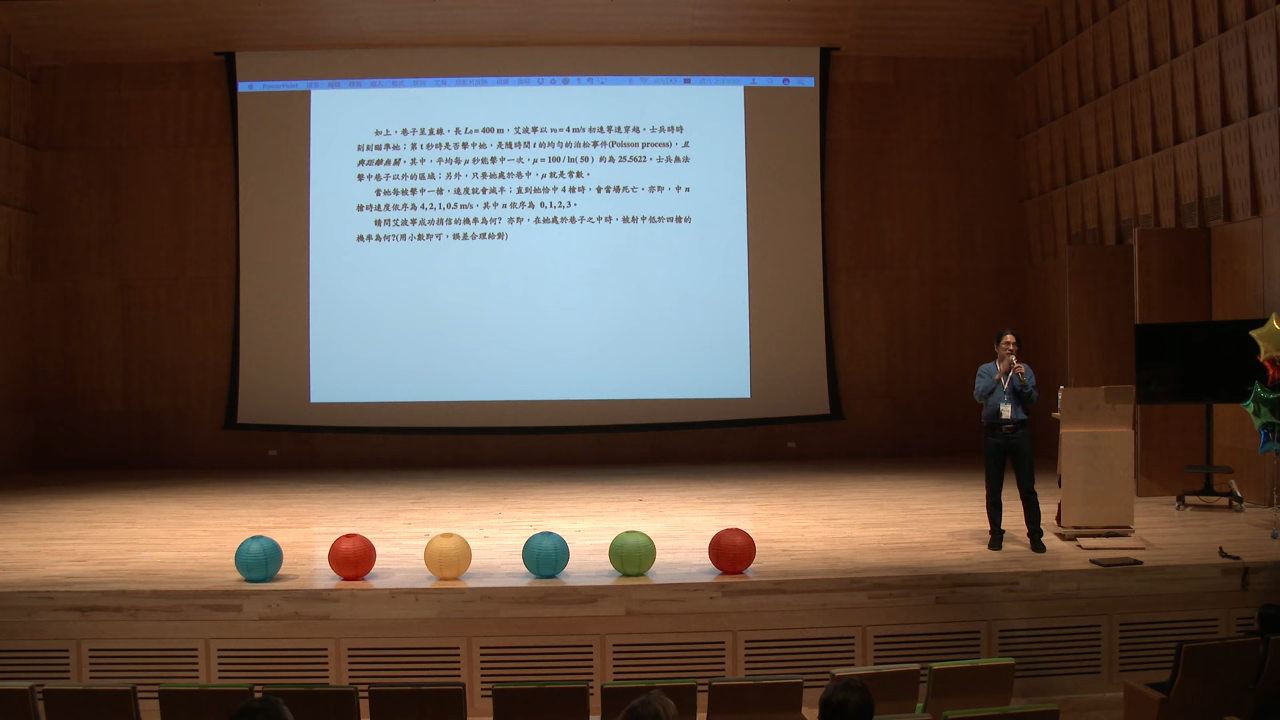 PowerPoint
如上，巷子呈直線，長 L₀ = 400 m，艾波寧以 v₀ = 4 m/s 初速等速穿越。士兵時時
刻刻瞄準她；第 t 秒時是否擊中她，是隨時間 t 的均勻的泊松事件(Poisson process)，且
與距離無關。其中，平均每 μ 秒能擊中一次，μ = 100 / ln( 50 ) 約為 25.5622。士兵無法
擊中巷子以外的區域；另外，只要她處於巷中，μ 就是常數。
當她每被擊中一槍，速度就會減半；直到她恰中 4 槍時，會當場死亡。亦即，中 n
槍時速度依序為 4, 2, 1, 0.5 m/s，其中 n 依序為 0, 1, 2, 3。
請問艾波寧成功捎信的機率為何？亦即，在她處於巷子之中時，被射中低於四槍的
機率為何?(用小數即可，誤差合理給對)